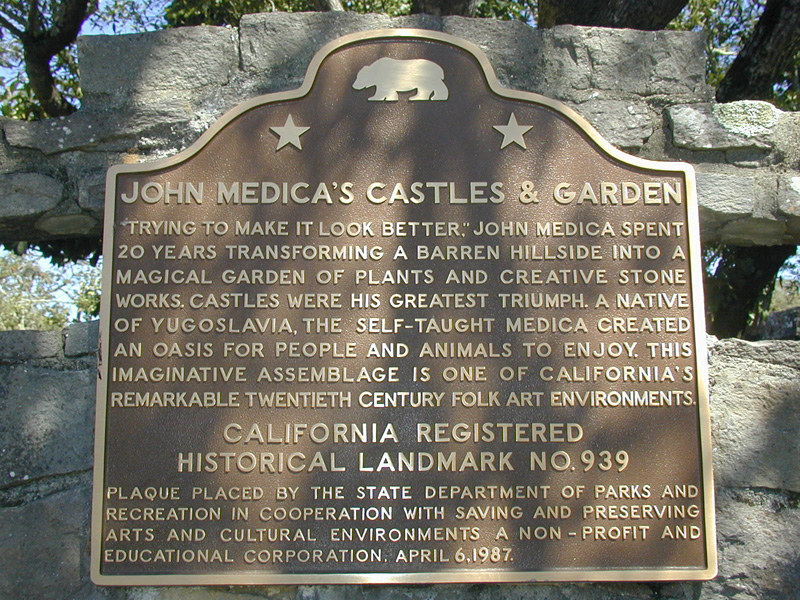 JOHN MEDICA'S CASTLES & GARDEN
"TRYING TO MAKE IT LOOK BETTER," JOHN MEDICA SPENT
20 YEARS TRANSFORMING A BARREN HILLSIDE INTO A
MAGICAL GARDEN OF PLANTS AND CREATIVE STONE
WORKS. CASTLES WERE HIS GREATEST TRIUMPH. A NATIVE
OF YUGOSLAVIA, THE SELF-TAUGHT MEDICA CREATED
AN OASIS FOR PEOPLE AND ANIMALS TO ENJOY. THIS
IMAGINATIVE ASSEMBLAGE IS ONE OF CALIFORNIA'S
REMARKABLE TWENTIETH CENTURY FOLK ART ENVIRONMENTS.
CALIFORNIA REGISTERED
HISTORICAL LANDMARK NO. 939
PLAQUE PLACED BY THE STATE DEPARTMENT OF PARKS AND
RECREATION IN COOPERATION WITH SAVING AND PRESERVING
ARTS AND CULTURAL ENVIRONMENTS A NON-PROFIT AND
EDUCATIONAL CORPORATION. APRIL 6, 1987.